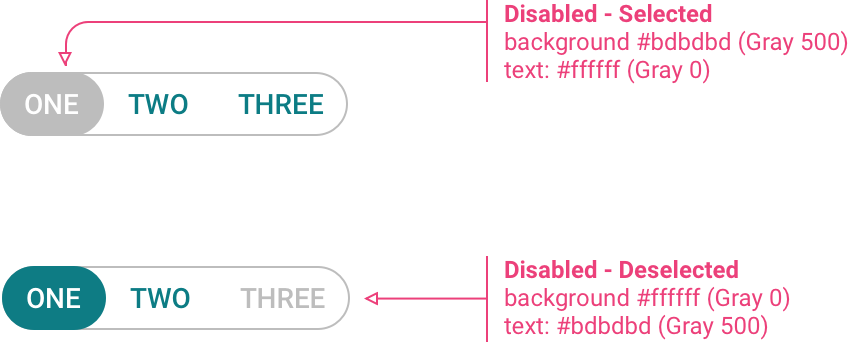 Disabled - Selected
background #bdbdbd (Gray 500)
text: #ffffff (Gray 0)
ONE TWO THREE
Disabled - Deselected
background #ffffff (Gray 0)
text: #bdbdbd (Gray 500)
ONE TWO THREE